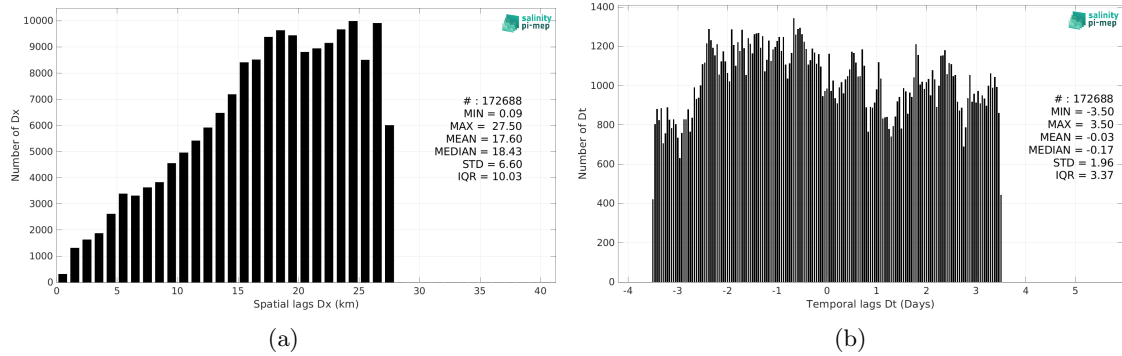 10000
9000
8000
7000
6000
5000
4000
3000
2000
1000
0
Number of Dx
0 5 10 15 20 25 30 35 40
Spatial lags Dx (km)
salinity
pi-mep
# : 172688
MIN = 0.09
MAX = 27.50
MEAN = 17.60
MEDIAN = 18.43
STD = 6.60
IQR = 10.03
(a)
1400
1200
1000
800
600
400
200
0
Number of Dt
-4 -3 -2 -1 0 1 2 3 4 5
Temporal lags Dt (Days)
salinity
pi-mep
# : 172688
MIN = -3.50
MAX = 3.50
MEAN = -0.03
MEDIAN = -0.17
STD = 1.96
IQR = 3.37
(b)